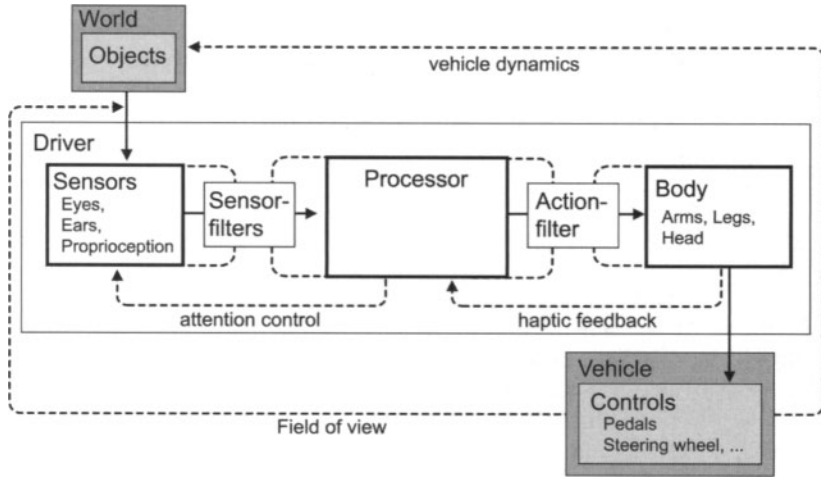 World
Objects
vehicle dynamics
Driver
Sensors
Eyes,
Ears,
Proprioception
Sensor-
filters
Processor
Action-
filter
Body
Arms, Legs,
Head
attention control
haptic feedback
Vehicle
Controls
Pedals
Steering wheel, ...
Field of view